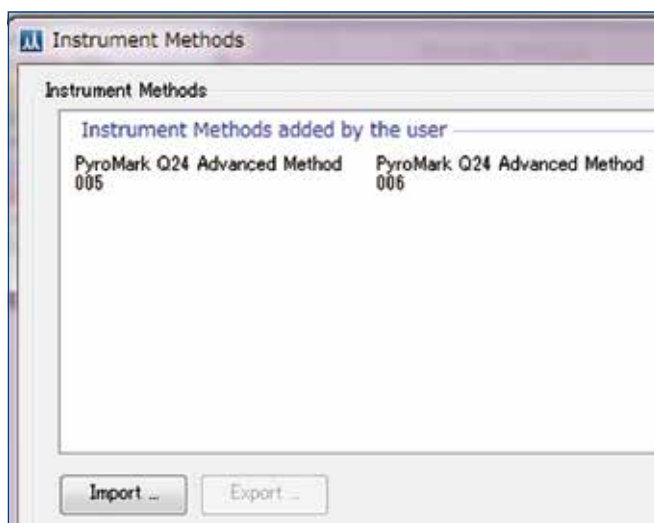 Instrument Methods
Instrument Methods
Instrument Methods added by the user
PyroMark Q24 Advanced Method PyroMark Q24 Advanced Method
005 006
Import ... Export ...